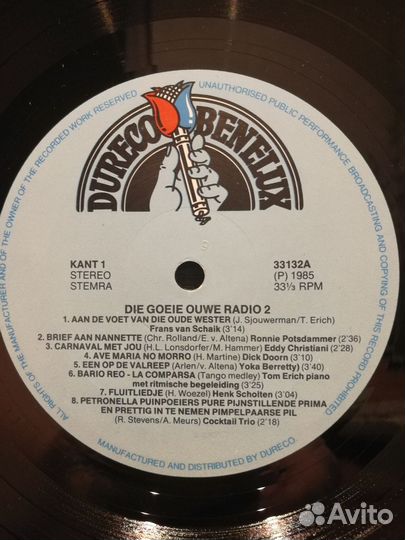 ALL RIGHTS OF THE MANUFACTURER AND OF THE OWNER OF THE RECORDED WORK RESERVED
UNAUTHORISED PUBLIC PERFORMANCE BROADCASTING AND COPYING OF THIS RECORD PROHIBITED
DURECO BENELUX
KANT 1
STEREO
STEMRA
33132A
(P) 1985
33⅓ RPM
DIE GOEIE OUWE RADIO 2
1. AAN DE VOET VAN DIE OUDE WESTER (J. Sjouwerman/T. Erich)
Frans van Schaik (3'14)
2. BRIEF AAN NANNETTE (Chr. Rolland/E. v. Altena) Ronnie Potsdammer (2'36)
3. CARNAVAL MET JOU (H.L. Lonsdorfer/M. Hammer) Eddy Christiani (2'28)
4. AVE MARIA NO MORRO (H. Martine) Dick Doorn (3'10)
5. EEN OP DE VALREEP (Arlen/v. Altena) Yoka Berretty) (3'20)
6. BARIO REO - LA COMPARSA (Tango medley) Tom Erich piano
met ritmische begeleiding (3'25)
7. FLUITLIEDJE (H. Woezel) Henk Scholten (3'04)
8. PETRONELLA PUINPOEIERS PURE PIJNSTILLENDE PRIMA
EN PRETTIG IN TE NEMEN PIMPELPAARSE PIL
(R. Stevens/A. Meurs) Cocktail Trio (2'18)
MANUFACTURED AND DISTRIBUTED BY DURECO.
Avito